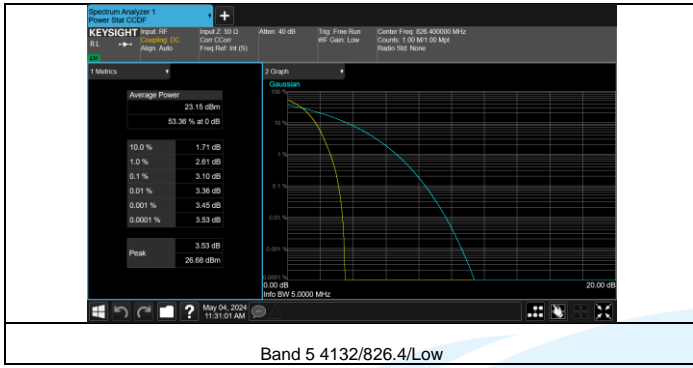 Spectrum Analyzer 1
Power Stat CCDF
+
KEYSIGHT
RL
Input: RF
Coupling: DC
Align: Auto
Input Z: 50 Ω
Corr CCorr
Freq Ref: Int (S)
Atten: 40 dB
Trig: Free Run
#IF Gain: Low
Center Freq: 826.400000 MHz
Counts: 1.00 M/1.00 Mpt
Radio Std: None
1 Metrics
Average Power
23.15 dBm
53.36 % at 0 dB
10.0 % 1.71 dB
1.0 % 2.61 dB
0.1 % 3.10 dB
0.01 % 3.36 dB
0.001 % 3.45 dB
0.0001 % 3.53 dB
Peak
3.53 dB
26.68 dBm
2 Graph
Gaussian
100 %
10 %
1 %
0.1 %
0.01 %
0.001 %
0.0001 %
0.00 dB 20.00 dB
Info BW 5.0000 MHz
?
May 04, 2024
11:31:01 AM
Band 5 4132/826.4/Low